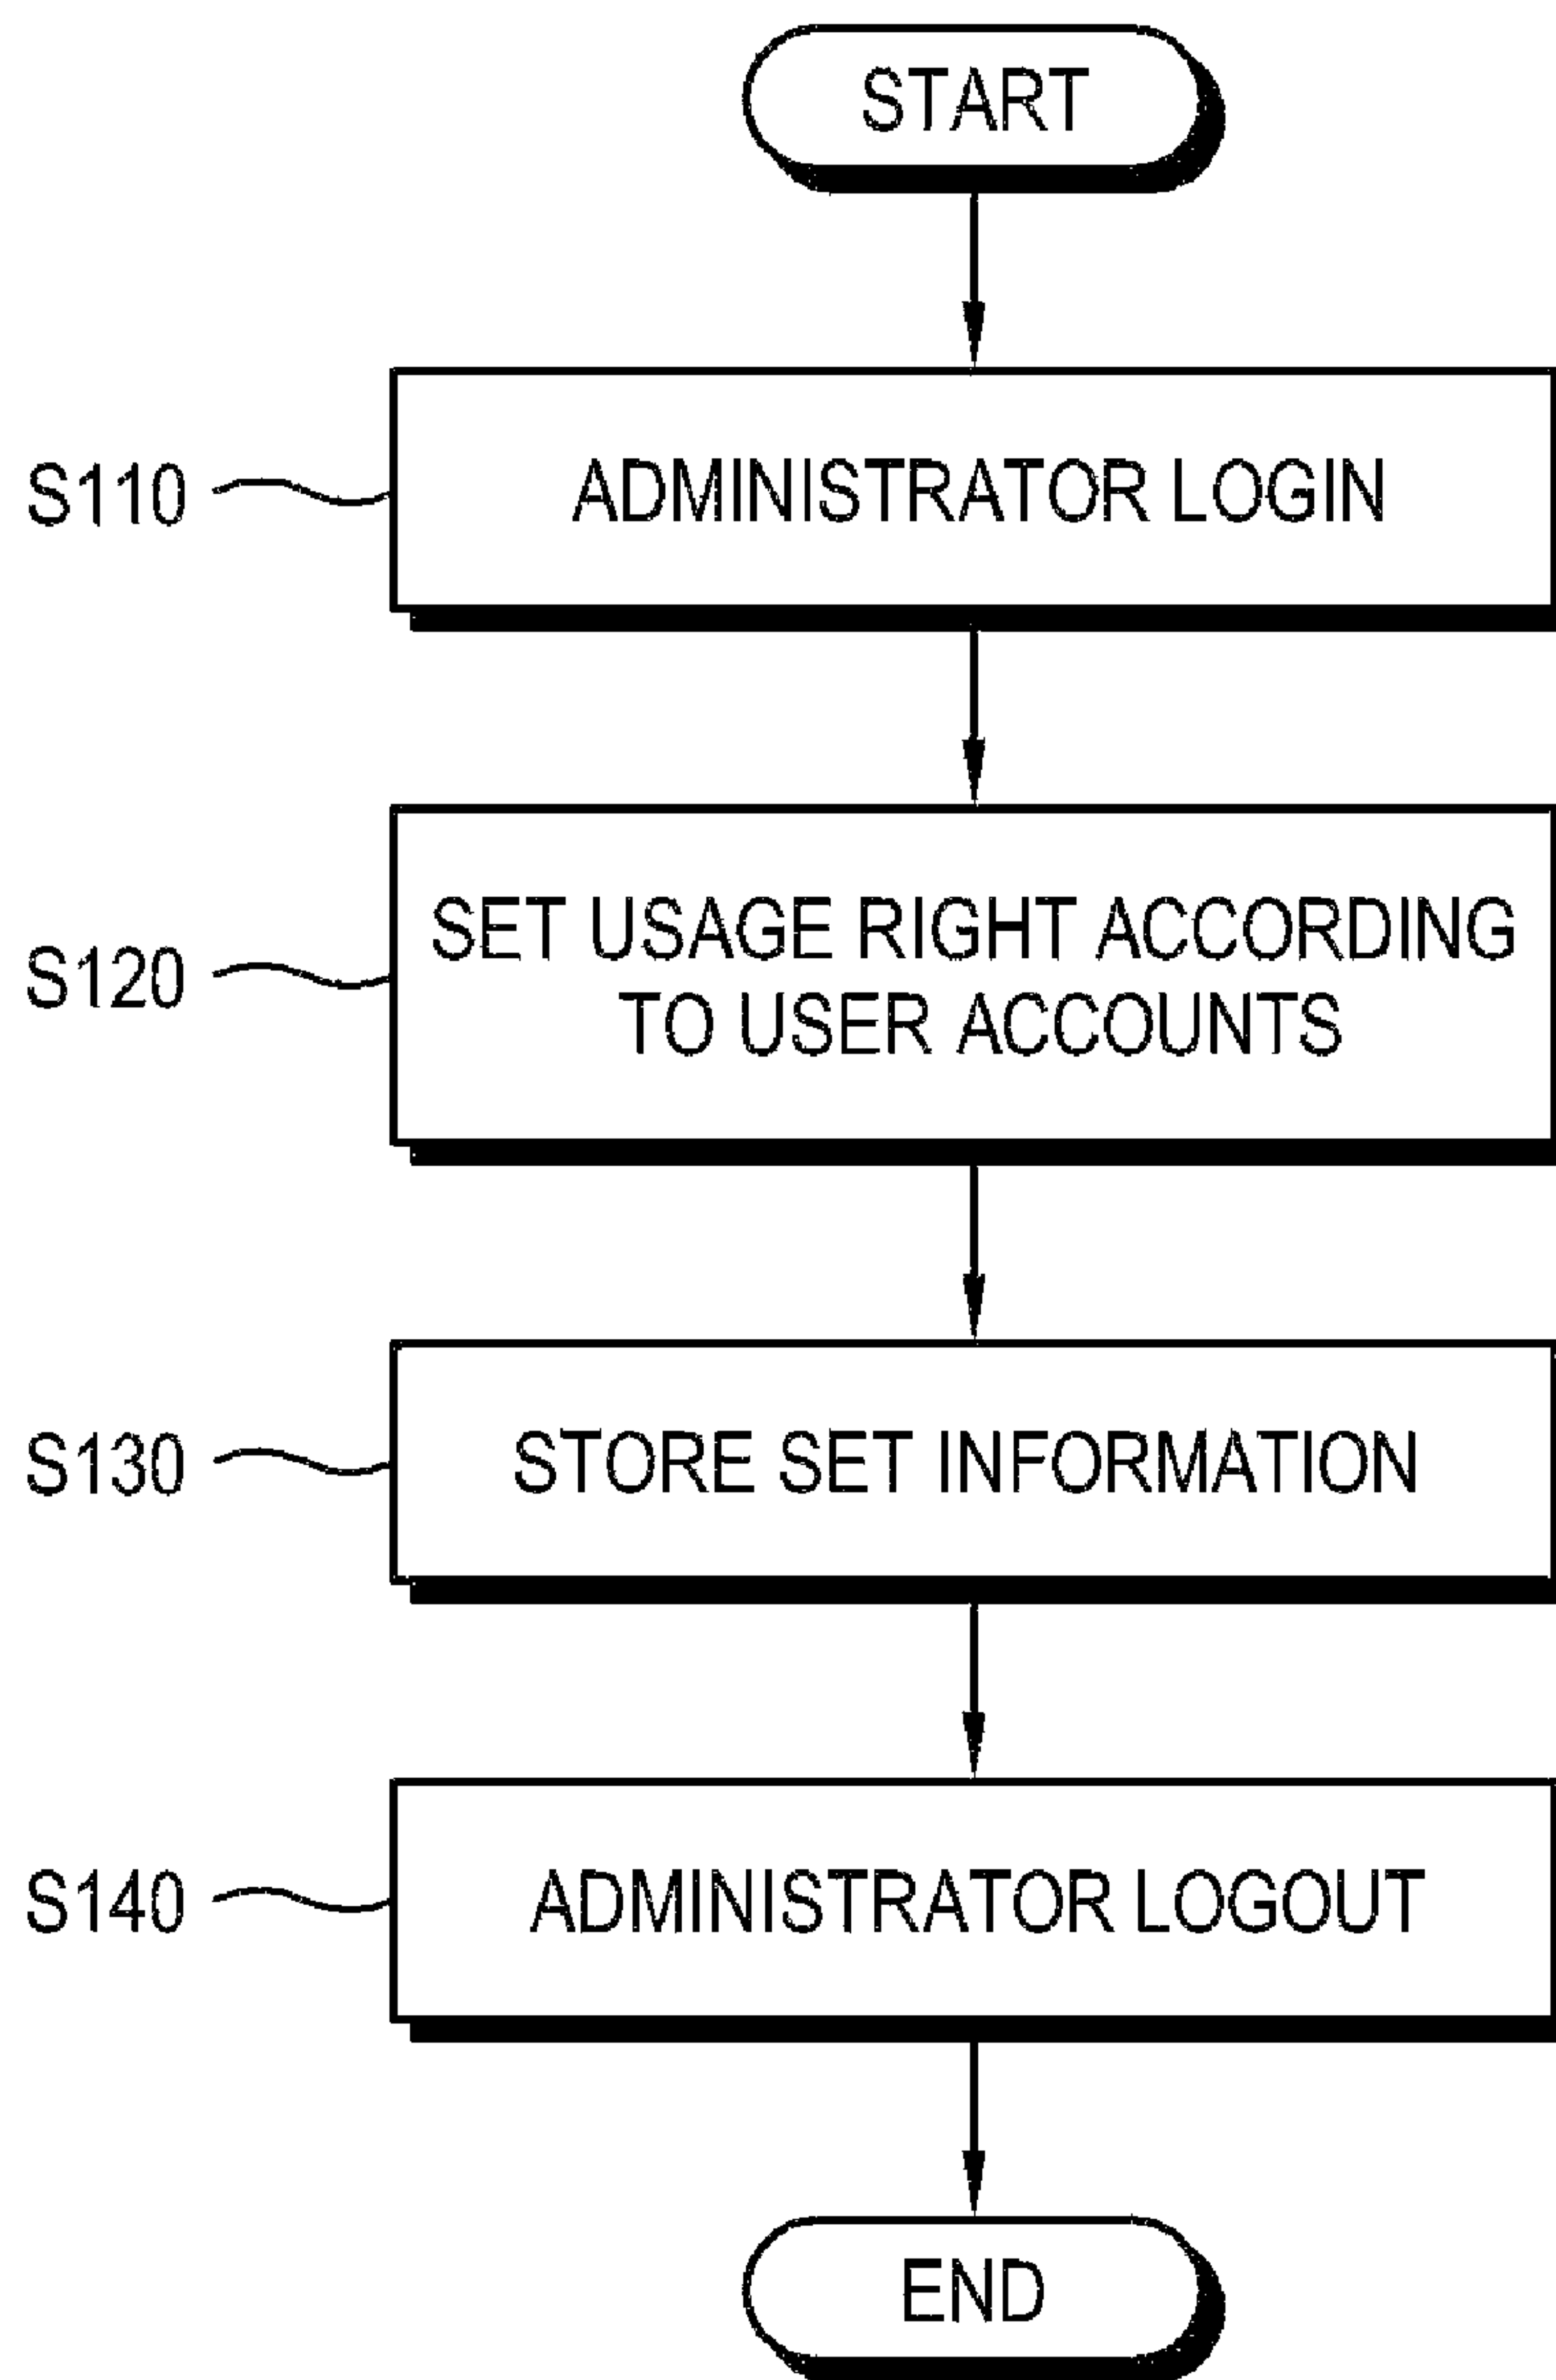 START
S110
ADMINISTRATOR LOGIN
S120
SET USAGE RIGHT ACCORDING
TO USER ACCOUNTS
S130
STORE SET INFORMATION
S140
ADMINISTRATOR LOGOUT
END